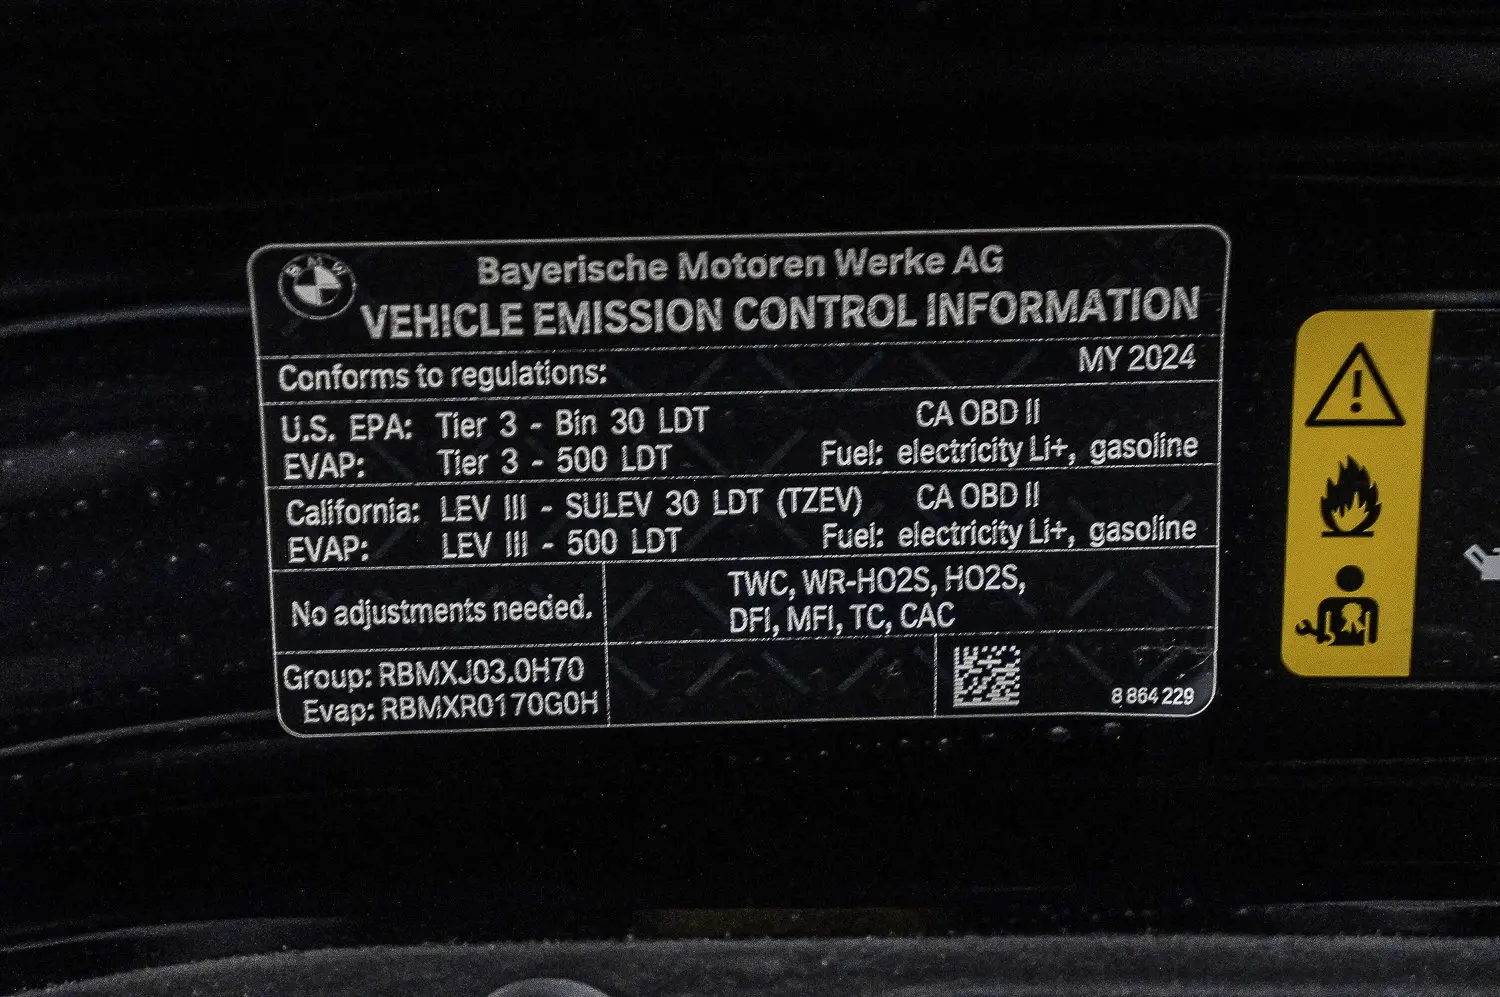 BMW
Bayerische Motoren Werke AG
VEHICLE EMISSION CONTROL INFORMATION
Conforms to regulations: MY 2024
U.S. EPA: Tier 3 - Bin 30 LDT CA OBD II
EVAP: Tier 3 - 500 LDT Fuel: electricity Li+, gasoline
California: LEV III - SULEV 30 LDT (TZEV) CA OBD II
EVAP: LEV III - 500 LDT Fuel: electricity Li+, gasoline
No adjustments needed.
TWC, WR-HO2S, HO2S,
DFI, MFI, TC, CAC
Group: RBMXJ03.0H70
Evap: RBMXR0170G0H
8 864 229